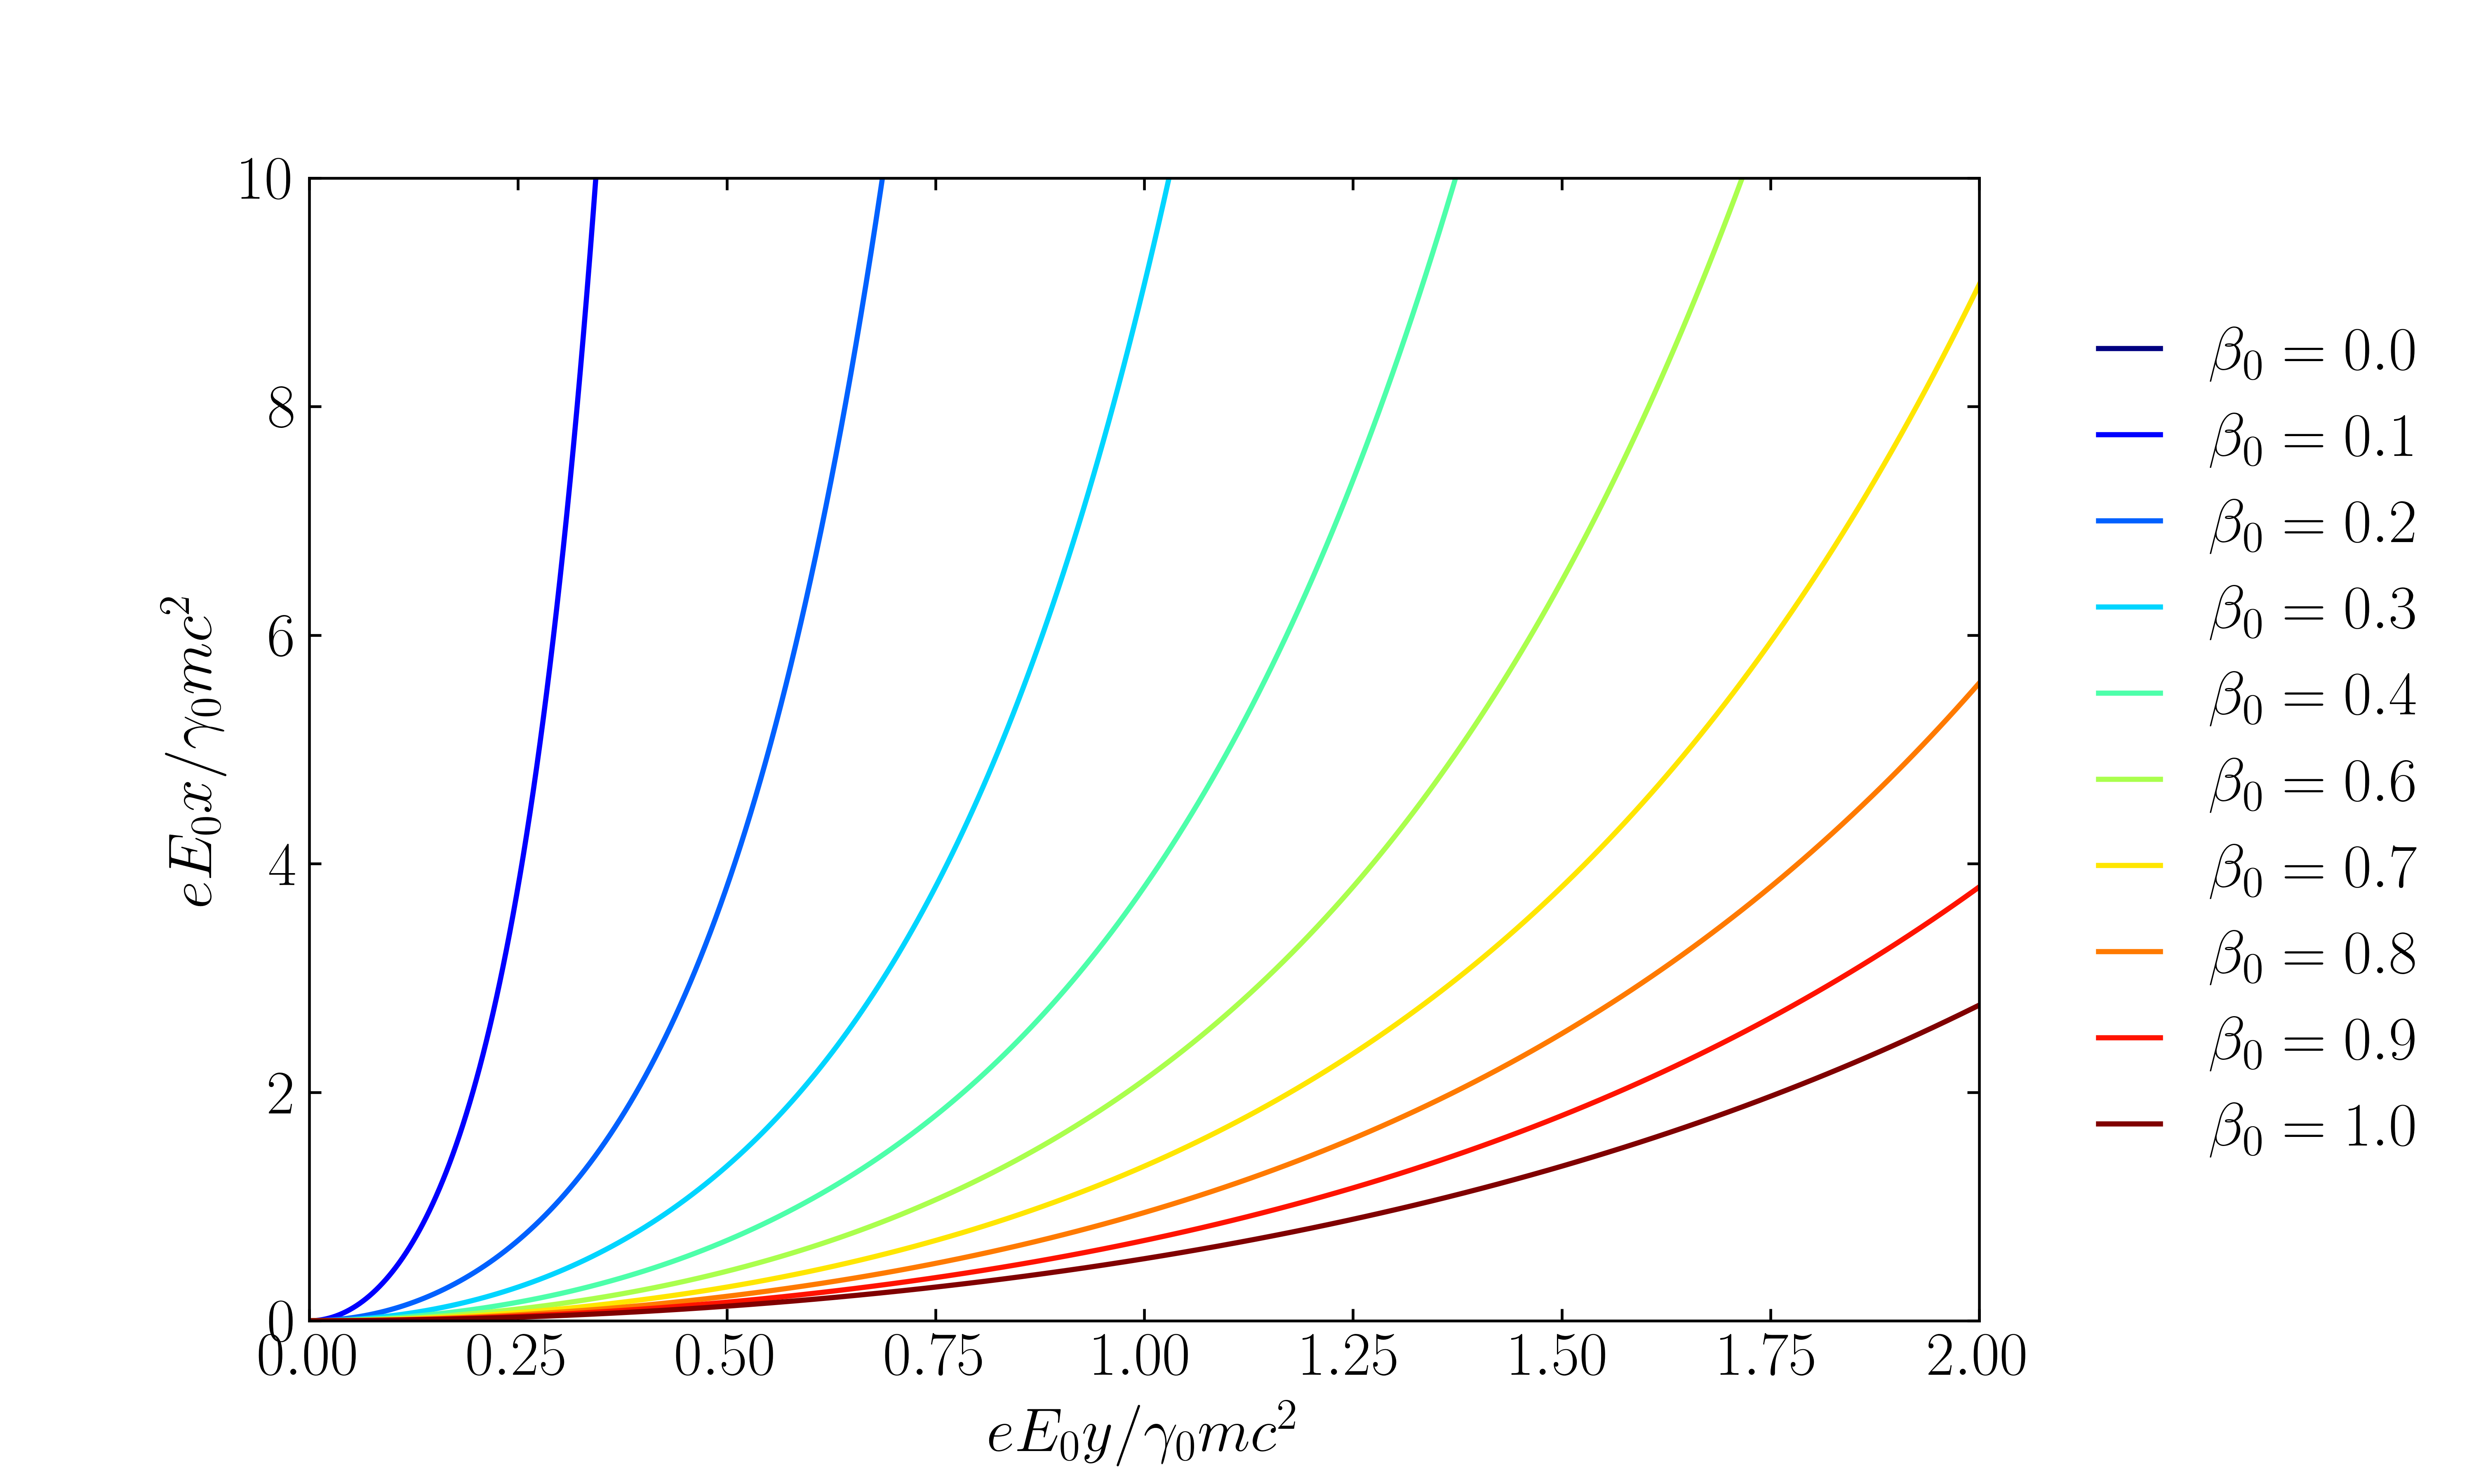 10
8
6
4
2
0
0.00 0.25 0.50 0.75 1.00 1.25 1.50 1.75 2.00
eE₀x/γ₀mc²
eE₀y/γ₀mc²
β₀ = 0.0
β₀ = 0.1
β₀ = 0.2
β₀ = 0.3
β₀ = 0.4
β₀ = 0.6
β₀ = 0.7
β₀ = 0.8
β₀ = 0.9
β₀ = 1.0